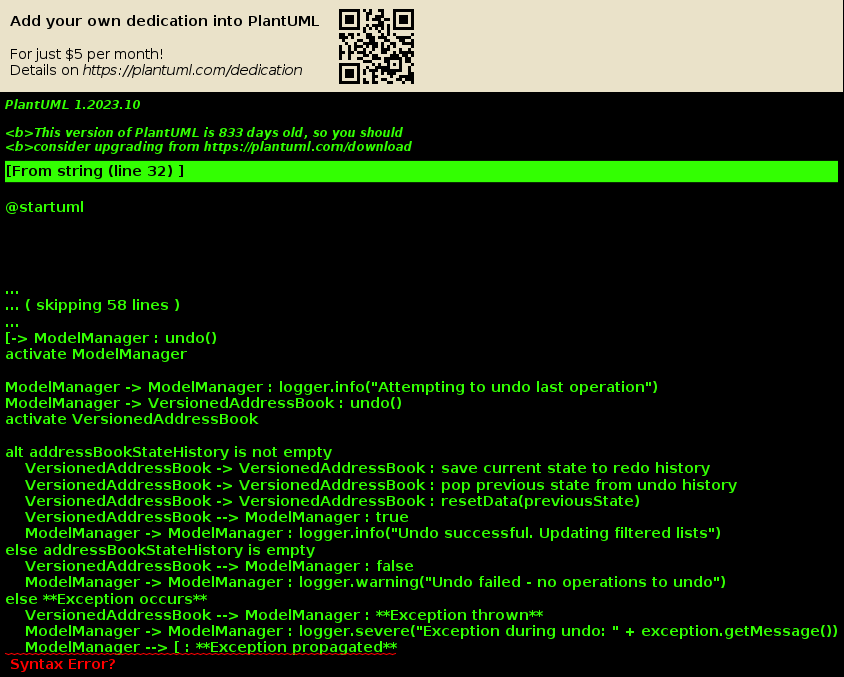 Add your own dedication into PlantUML
For just $5 per month!
Details on https://plantuml.com/dedication
PlantUML 1.2023.10
<b>This version of PlantUML is 833 days old, so you should
<b>consider upgrading from https://plantuml.com/download
[From string (line 32) ]
@startuml
...
... ( skipping 58 lines )
...
[-> ModelManager : undo()
activate ModelManager
ModelManager -> ModelManager : logger.info("Attempting to undo last operation")
ModelManager -> VersionedAddressBook : undo()
activate VersionedAddressBook
alt addressBookStateHistory is not empty
VersionedAddressBook -> VersionedAddressBook : save current state to redo history
VersionedAddressBook -> VersionedAddressBook : pop previous state from undo history
VersionedAddressBook -> VersionedAddressBook : resetData(previousState)
VersionedAddressBook --> ModelManager : true
ModelManager -> ModelManager : logger.info("Undo successful. Updating filtered lists")
else addressBookStateHistory is empty
VersionedAddressBook --> ModelManager : false
ModelManager -> ModelManager : logger.warning("Undo failed - no operations to undo")
else **Exception occurs**
VersionedAddressBook --> ModelManager : **Exception thrown**
ModelManager -> ModelManager : logger.severe("Exception during undo: " + exception.getMessage())
ModelManager --> [ : **Exception propagated**
Syntax Error?